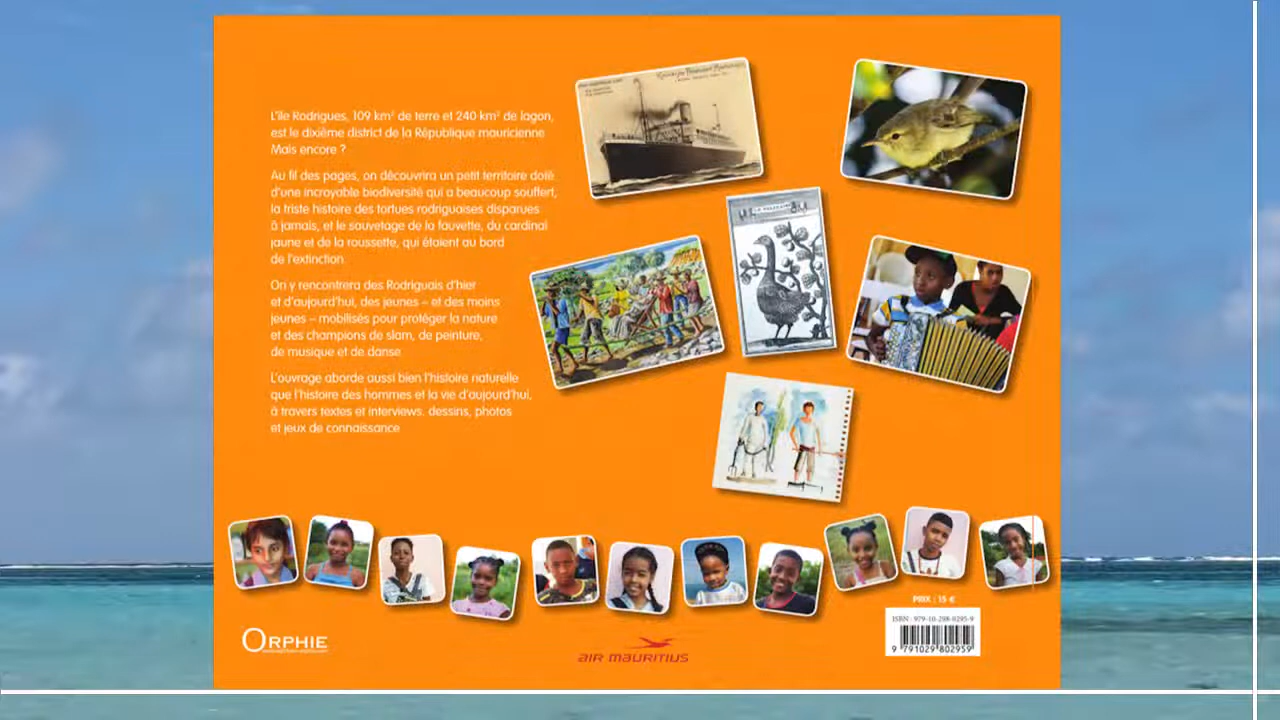 L'île Rodrigues, 109 km² de terre et 240 km² de lagon,
est le dixième district de la République mauricienne
Mais encore ?
Au fil des pages, on découvrira un petit territoire doté
d'une incroyable biodiversité qui a beaucoup souffert,
la triste histoire des tortues rodriguaises disparues
à jamais, et le sauvetage de la fauvette, du cardinal
jaune et de la roussette, qui étaient au bord
de l'extinction.
On y rencontrera des Rodriguais d'hier
et d'aujourd'hui, des jeunes – et des moins
jeunes – mobilisés pour protéger la nature
et des champions de slam, de peinture,
de musique et de danse
L'ouvrage aborde aussi bien l'histoire naturelle
que l'histoire des hommes et la vie d'aujourd'hui,
à travers textes et interviews. dessins, photos
et jeux de connaissance
ORPHIE
AIR MAURITIUS
PRIX : 15 €
ISBN : 979-10-298-0295-9
9 791029 802959